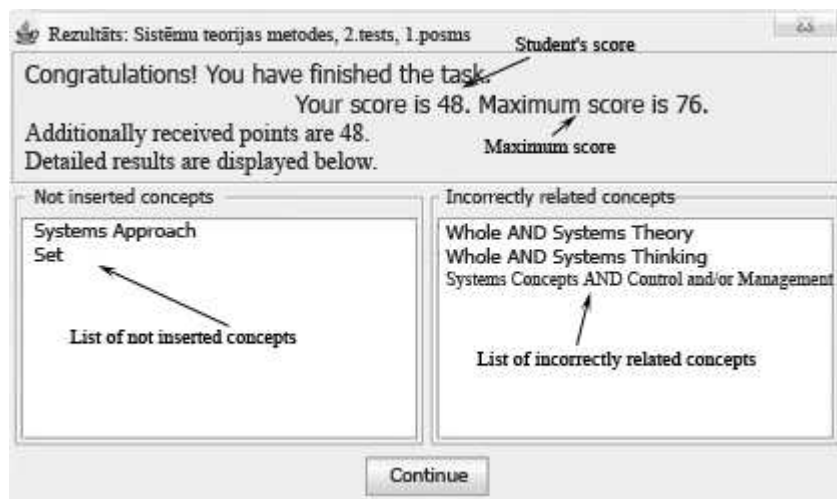 Rezultāts: Sistēmu teorijas metodes, 2.tests, 1.posms
Student's score
Congratulations! You have finished the task.
Your score is 48. Maximum score is 76.
Additionally received points are 48.
Maximum score
Detailed results are displayed below.
Not inserted concepts
Systems Approach
Set
List of not inserted concepts
Incorrectly related concepts
Whole AND Systems Theory
Whole AND Systems Thinking
Systems Concepts AND Control and/or Management
List of incorrectly related concepts
Continue